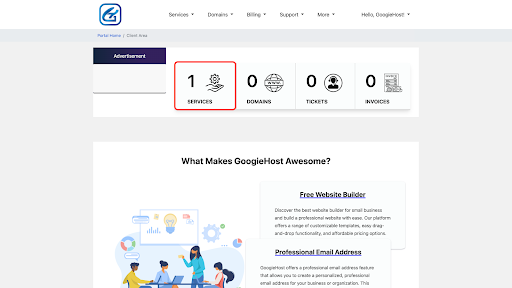 Services Domains Billing Support More Hello, GoogieHost!
Portal Home / Client Area
Advertisement
1 0 0 0
SERVICES DOMAINS TICKETS INVOICES
What Makes GoogieHost Awesome?
Free Website Builder
Discover the best website builder for small business
and build a professional website with ease. Our platform
offers a range of customizable templates, easy drag-
and-drop functionality, and affordable pricing options.
Professional Email Address
GoogieHost offers a professional email address feature
that allows you to create a personalized, professional
email address for your business or organization. This